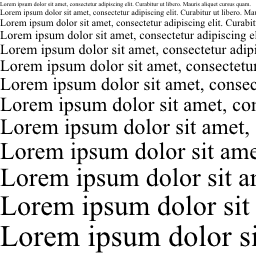 Lorem ipsum dolor sit amet, consectetur adipiscing elit. Curabitur ut libero. Mauris aliquet cursus quam.
Lorem ipsum dolor sit amet, consectetur adipiscing elit. Curabitur ut libero. Mau
Lorem ipsum dolor sit amet, consectetur adipiscing elit. Curabit
Lorem ipsum dolor sit amet, consectetur adipiscing e
Lorem ipsum dolor sit amet, consectetur adipi
Lorem ipsum dolor sit amet, consectetur
Lorem ipsum dolor sit amet, consec
Lorem ipsum dolor sit amet, con
Lorem ipsum dolor sit amet,
Lorem ipsum dolor sit ame
Lorem ipsum dolor sit ar
Lorem ipsum dolor sit
Lorem ipsum dolor si